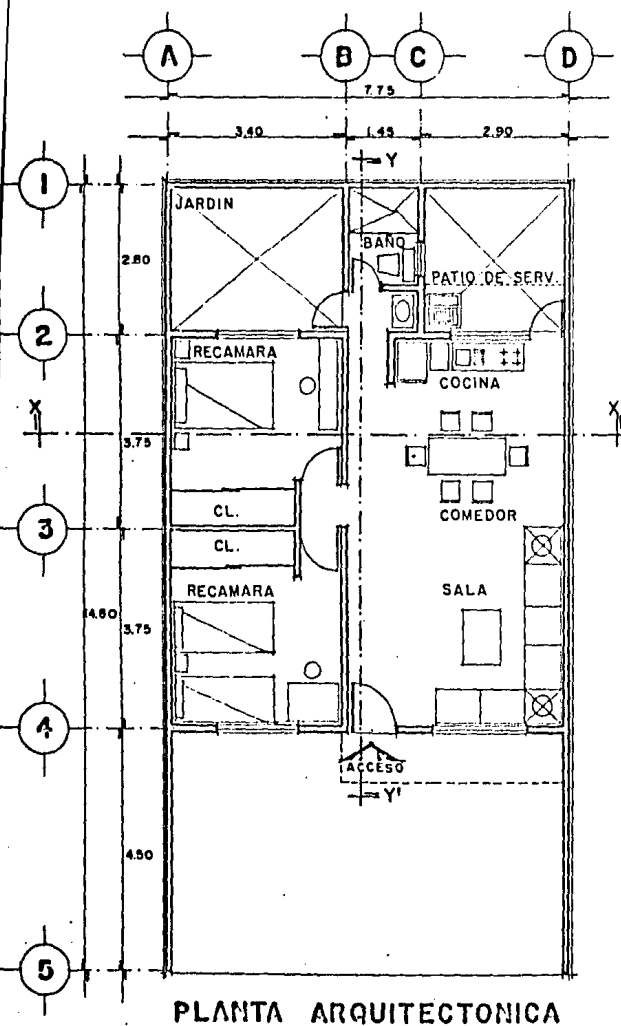 A B C D
7.75
3.40 1.45 2.90
Y
1
JARDIN
BAÑO
2.80
PATIO DE SERV.
2
RECAMARA
COCINA
X X
3.75
3
CL.
COMEDOR
CL.
RECAMARA
SALA
14.80
3.75
4
ACCESO
Y'
4.50
5
PLANTA ARQUITECTONICA